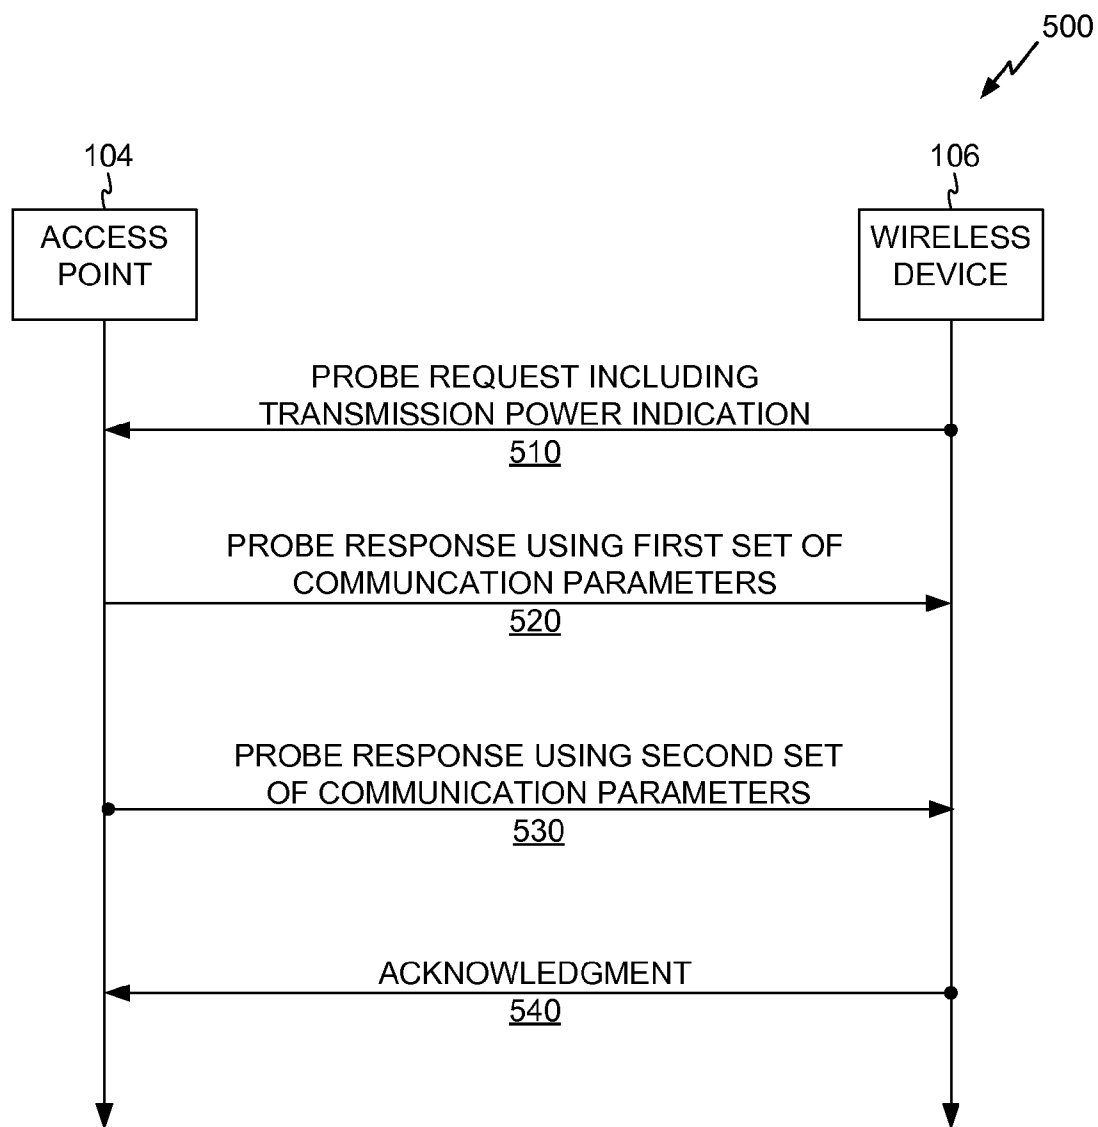 500
104
106
ACCESS
POINT
WIRELESS
DEVICE
PROBE REQUEST INCLUDING
TRANSMISSION POWER INDICATION
510
PROBE RESPONSE USING FIRST SET OF
COMMUNCATION PARAMETERS
520
PROBE RESPONSE USING SECOND SET
OF COMMUNICATION PARAMETERS
530
ACKNOWLEDGMENT
540